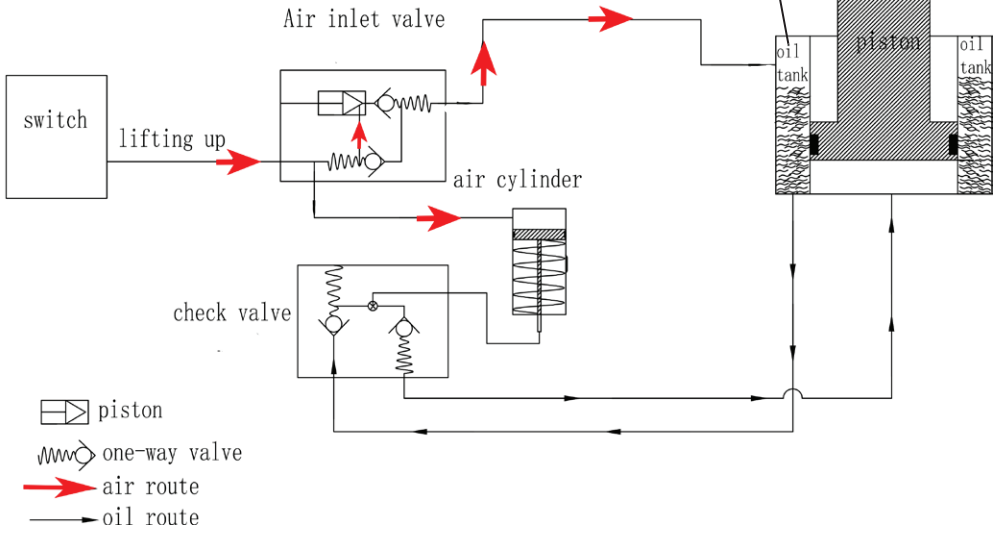 Air inlet valve
piston
oil
tank
oil
tank
switch
lifting up
air cylinder
check valve
piston
one-way valve
air route
oil route